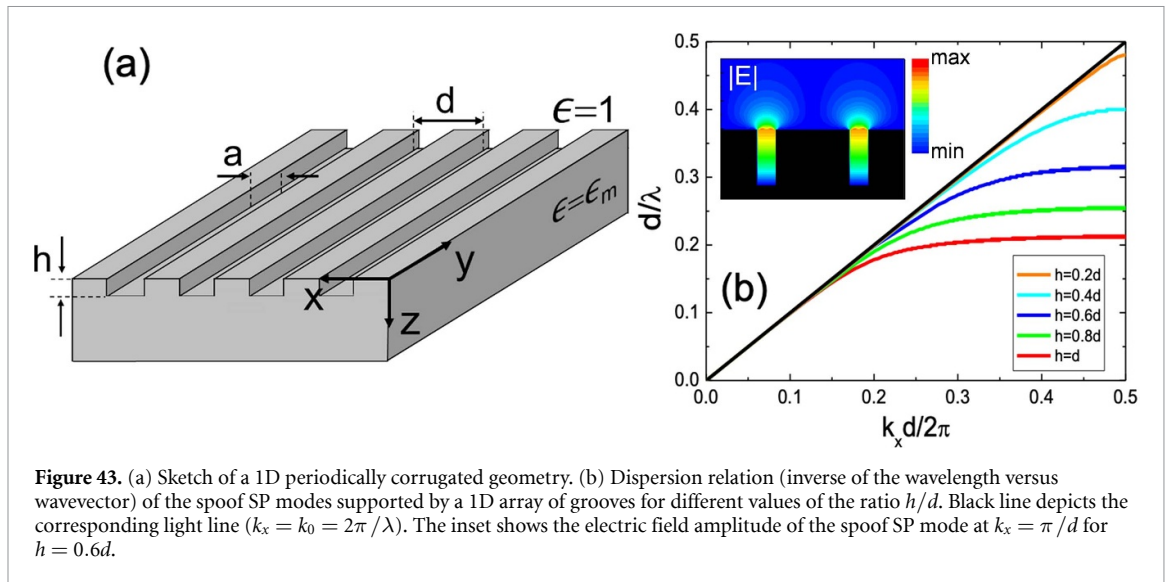 (a)
d
ϵ=1
a
ϵ=ϵm
h
x
y
z
0.5
0.4
0.3
0.2
0.1
0.0
d/λ
|E|
max
min
(b)
h=0.2d
h=0.4d
h=0.6d
h=0.8d
h=d
0.0 0.1 0.2 0.3 0.4 0.5
kxd/2π
Figure 43. (a) Sketch of a 1D periodically corrugated geometry. (b) Dispersion relation (inverse of the wavelength versus
wavevector) of the spoof SP modes supported by a 1D array of grooves for different values of the ratio h/d. Black line depicts the
corresponding light line (kx = k0 = 2π/λ). The inset shows the electric field amplitude of the spoof SP mode at kx = π/d for
h = 0.6d.